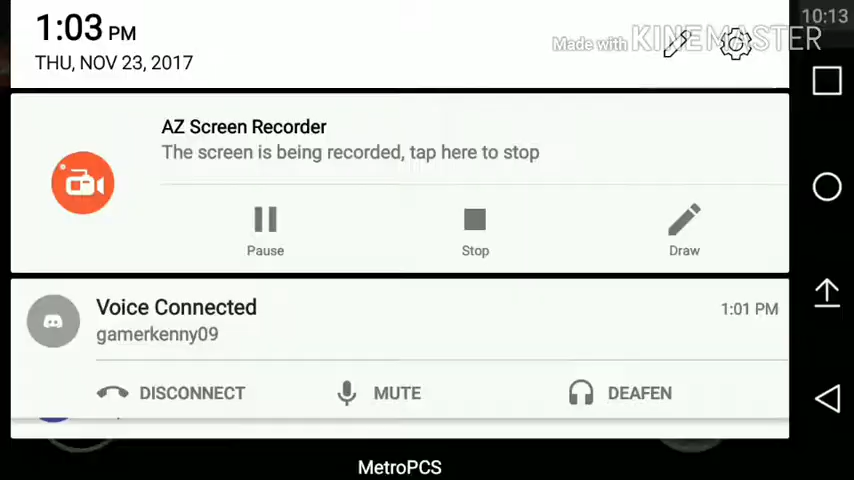 10:13
1:03 PM
Made with KINEMASTER
THU, NOV 23, 2017
AZ Screen Recorder
The screen is being recorded, tap here to stop
Pause
Stop
Draw
Voice Connected
1:01 PM
gamerkenny09
DISCONNECT
MUTE
DEAFEN
MetroPCS